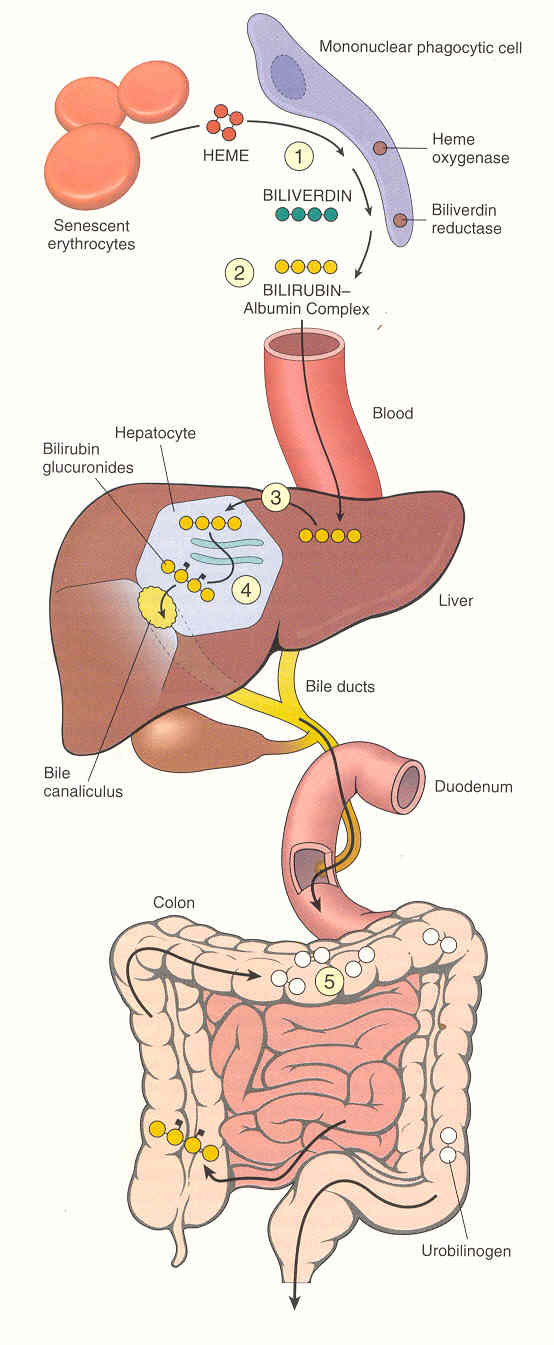 Mononuclear phagocytic cell
HEME
1
Heme
oxygenase
Senescent
erythrocytes
BILIVERDIN
Biliverdin
reductase
2
BILIRUBIN–
Albumin Complex
Blood
Hepatocyte
Bilirubin
glucuronides
3
4
Liver
Bile ducts
Bile
canaliculus
Duodenum
Colon
5
Urobilinogen